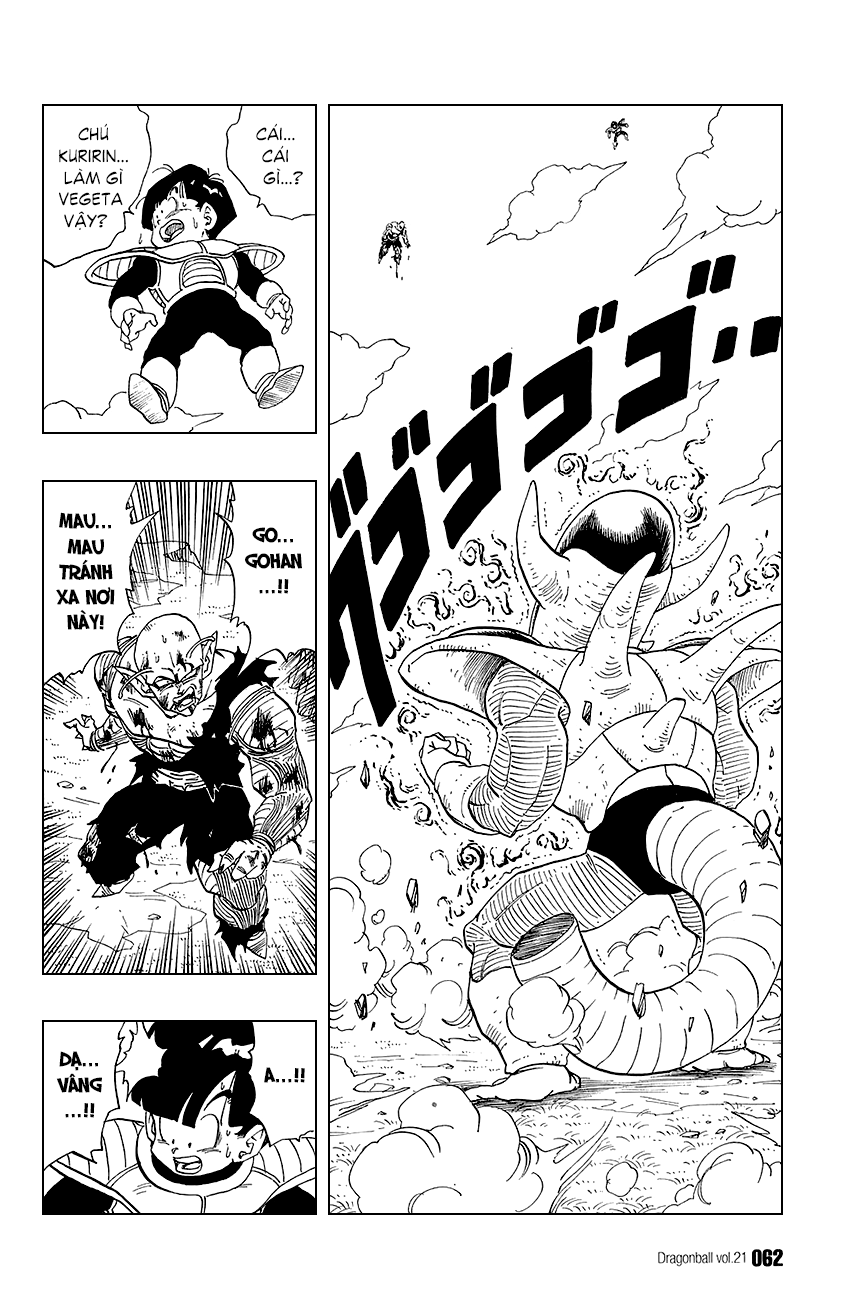 ゴゴゴゴゴ‥
CÁI...
CÁI
GÌ...?
CHÚ
KURIRIN...
LÀM GÌ
VEGETA
VẬY?
GO...
GOHAN
...!!
MAU...
MAU
TRÁNH
XA NƠI
NÀY!
A...!!
DẠ...
VÂNG
...!!
Dragonball vol.21 062